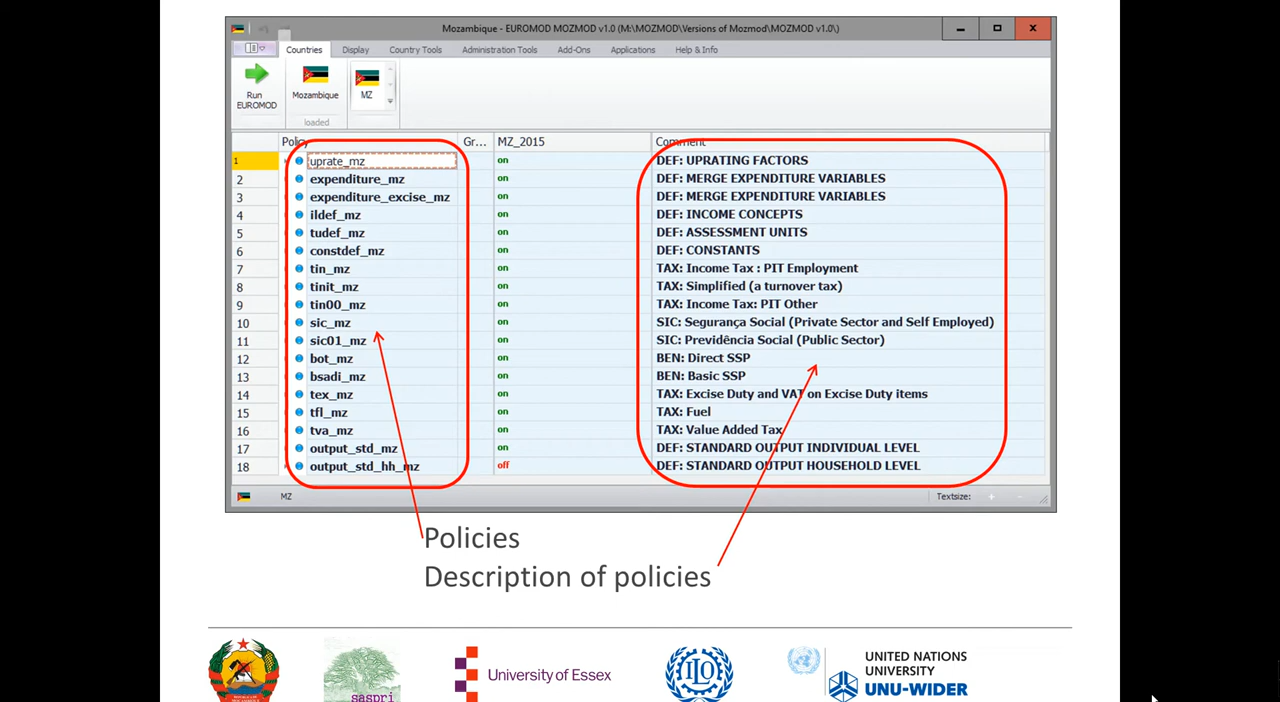 Mozambique - EUROMOD MOZMOD v1.0 (M:\MOZMOD\Versions of Mozmod\MOZMOD v1.0\)
Countries Display Country Tools Administration Tools Add-Ons Applications Help & Info
Run EUROMOD
Mozambique
MZ
loaded
Policy Gr... MZ_2015 Comment
1 uprate_mz on DEF: UPRATING FACTORS
2 expenditure_mz on DEF: MERGE EXPENDITURE VARIABLES
3 expenditure_excise_mz on DEF: MERGE EXPENDITURE VARIABLES
4 ildef_mz on DEF: INCOME CONCEPTS
5 tudef_mz on DEF: ASSESSMENT UNITS
6 constdef_mz on DEF: CONSTANTS
7 tin_mz on TAX: Income Tax : PIT Employment
8 tinit_mz on TAX: Simplified (a turnover tax)
9 tin00_mz on TAX: Income Tax: PIT Other
10 sic_mz on SIC: Segurança Social (Private Sector and Self Employed)
11 sic01_mz on SIC: Previdência Social (Public Sector)
12 bot_mz on BEN: Direct SSP
13 bsadi_mz on BEN: Basic SSP
14 tex_mz on TAX: Excise Duty and VAT on Excise Duty items
15 tfl_mz on TAX: Fuel
16 tva_mz on TAX: Value Added Tax
17 output_std_mz on DEF: STANDARD OUTPUT INDIVIDUAL LEVEL
18 output_std_hh_mz off DEF: STANDARD OUTPUT HOUSEHOLD LEVEL
MZ Textsize: + -
Policies
Description of policies
saspri
University of Essex
ILO
UNITED NATIONS
UNIVERSITY
UNU-WIDER